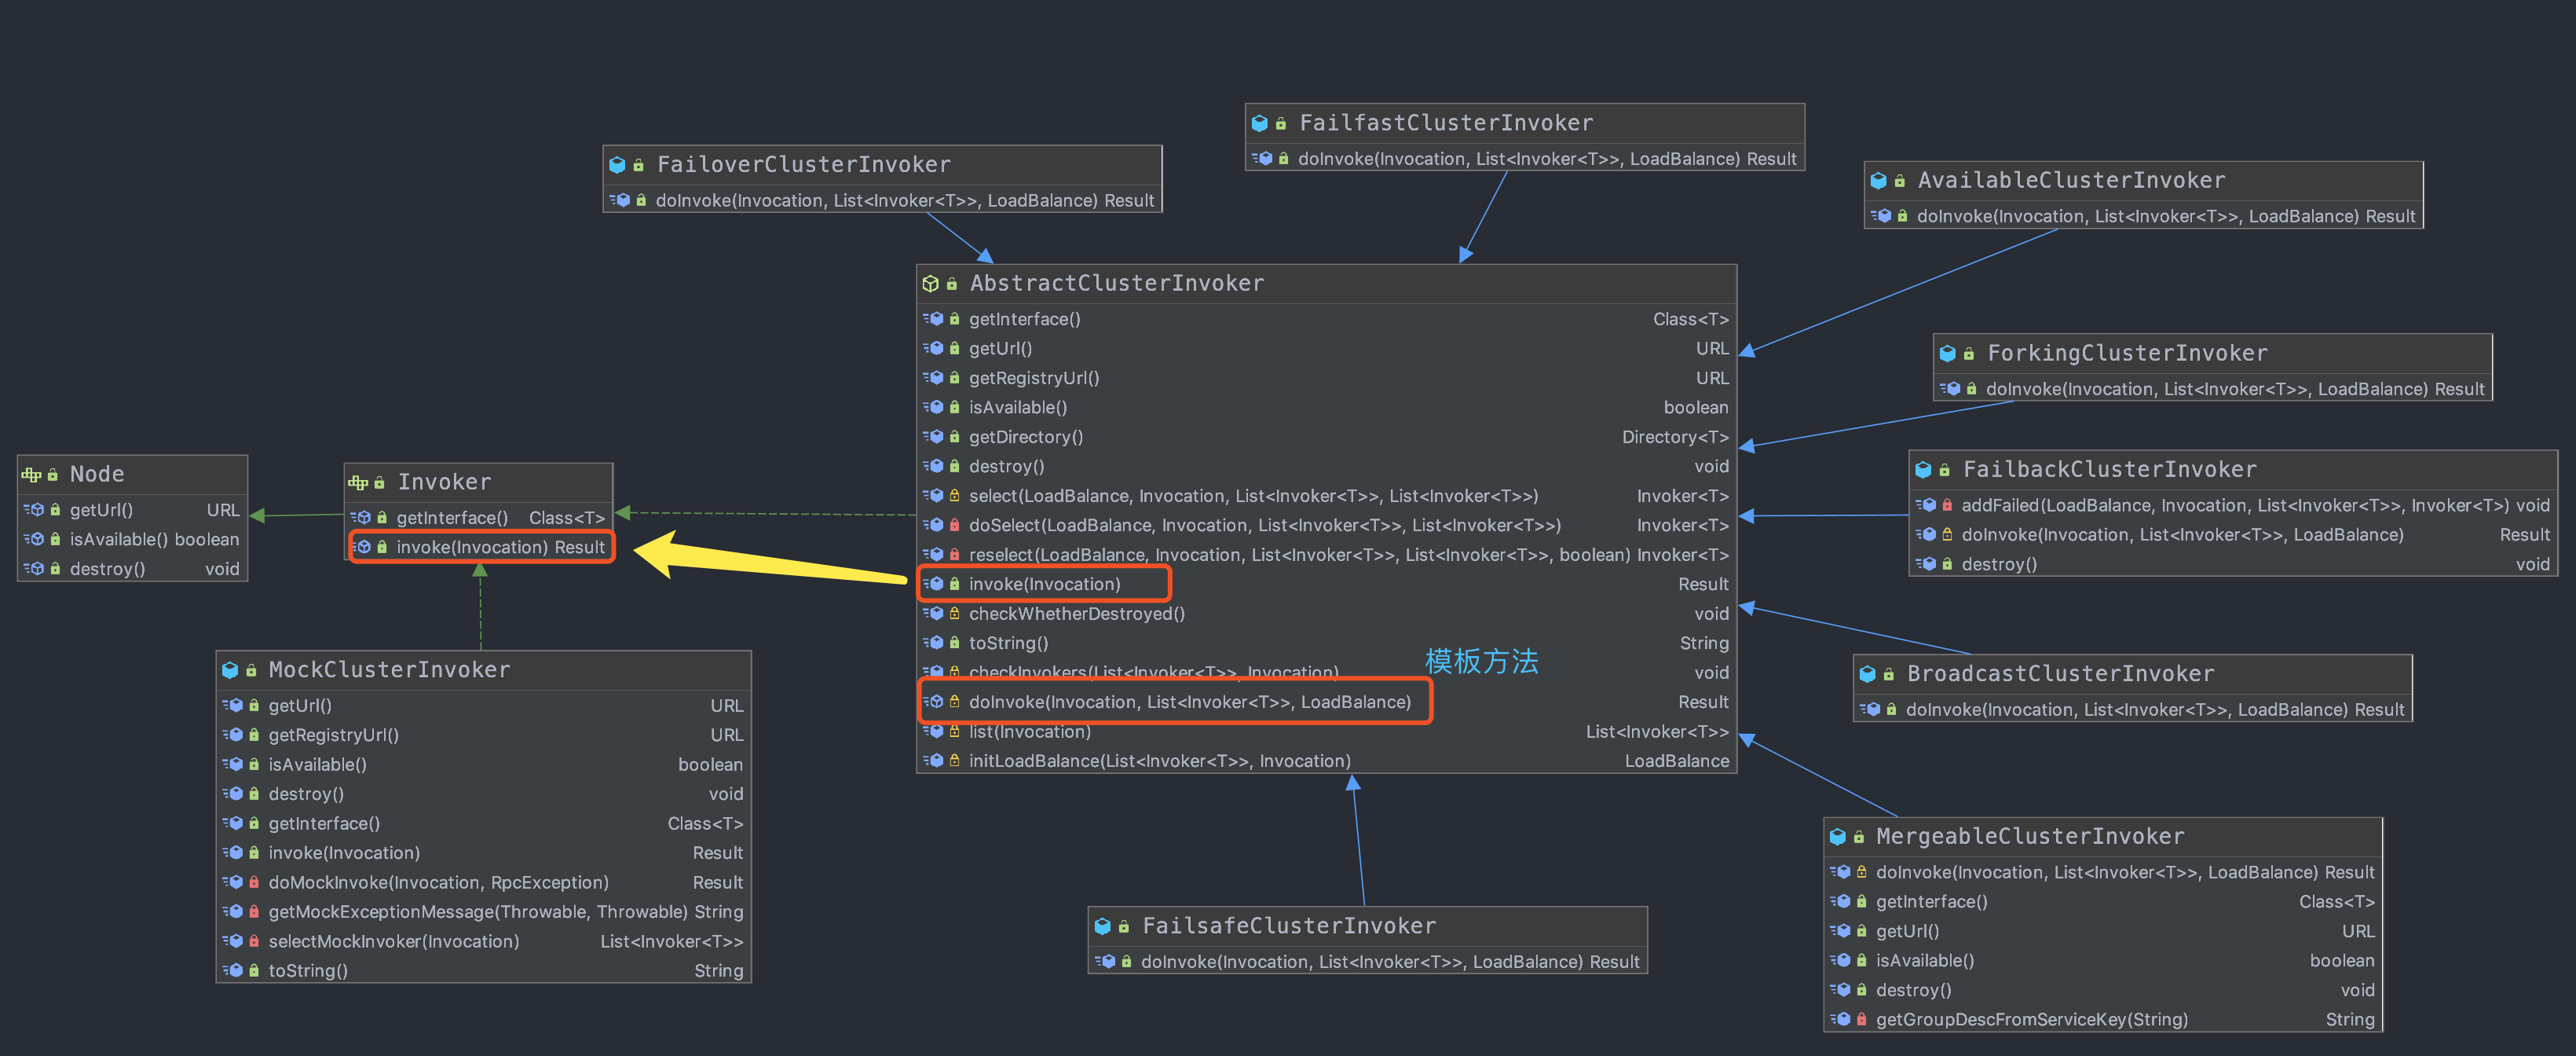 FailoverClusterInvoker
doInvoke(Invocation, List<Invoker<T>>, LoadBalance) Result
FailfastClusterInvoker
doInvoke(Invocation, List<Invoker<T>>, LoadBalance) Result
AvailableClusterInvoker
doInvoke(Invocation, List<Invoker<T>>, LoadBalance) Result
ForkingClusterInvoker
doInvoke(Invocation, List<Invoker<T>>, LoadBalance) Result
Node
getUrl() URL
isAvailable() boolean
destroy() void
Invoker
getInterface() Class<T>
invoke(Invocation) Result
AbstractClusterInvoker
getInterface() Class<T>
getUrl() URL
getRegistryUrl() URL
isAvailable() boolean
getDirectory() Directory<T>
destroy() void
select(LoadBalance, Invocation, List<Invoker<T>>, List<Invoker<T>>) Invoker<T>
doSelect(LoadBalance, Invocation, List<Invoker<T>>, List<Invoker<T>>) Invoker<T>
reselect(LoadBalance, Invocation, List<Invoker<T>>, List<Invoker<T>>, boolean) Invoker<T>
invoke(Invocation) Result
checkWhetherDestroyed() void
toString() String
模板方法
checkInvokers(List<Invoker<T>>, Invocation) void
doInvoke(Invocation, List<Invoker<T>>, LoadBalance) Result
list(Invocation) List<Invoker<T>>
initLoadBalance(List<Invoker<T>>, Invocation) LoadBalance
FailbackClusterInvoker
addFailed(LoadBalance, Invocation, List<Invoker<T>>, Invoker<T>) void
doInvoke(Invocation, List<Invoker<T>>, LoadBalance) Result
destroy() void
BroadcastClusterInvoker
doInvoke(Invocation, List<Invoker<T>>, LoadBalance) Result
MockClusterInvoker
getUrl() URL
getRegistryUrl() URL
isAvailable() boolean
destroy() void
getInterface() Class<T>
invoke(Invocation) Result
doMockInvoke(Invocation, RpcException) Result
getMockExceptionMessage(Throwable, Throwable) String
selectMockInvoker(Invocation) List<Invoker<T>>
toString() String
FailsafeClusterInvoker
doInvoke(Invocation, List<Invoker<T>>, LoadBalance) Result
MergeableClusterInvoker
doInvoke(Invocation, List<Invoker<T>>, LoadBalance) Result
getInterface() Class<T>
getUrl() URL
isAvailable() boolean
destroy() void
getGroupDescFromServiceKey(String) String